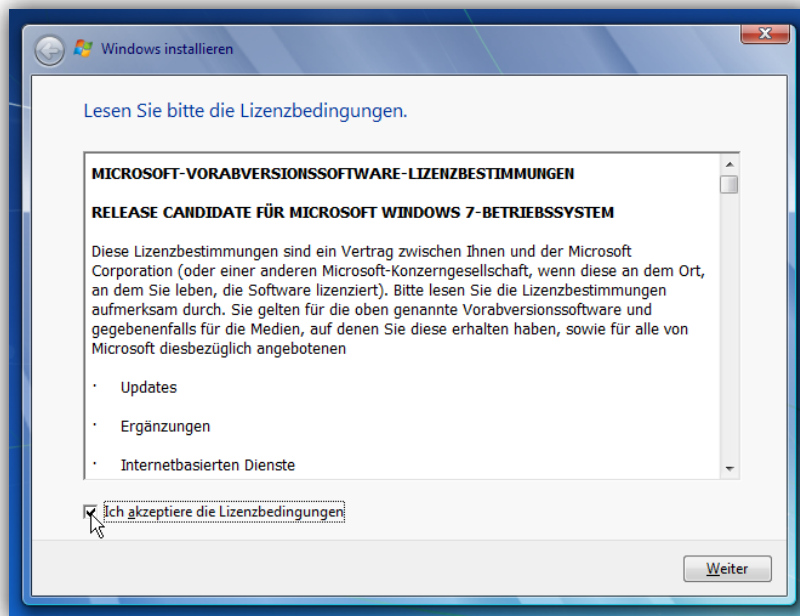 Windows installieren
Lesen Sie bitte die Lizenzbedingungen.
MICROSOFT-VORABVERSIONSSOFTWARE-LIZENZBESTIMMUNGEN
RELEASE CANDIDATE FÜR MICROSOFT WINDOWS 7-BETRIEBSSYSTEM
Diese Lizenzbestimmungen sind ein Vertrag zwischen Ihnen und der Microsoft
Corporation (oder einer anderen Microsoft-Konzerngesellschaft, wenn diese an dem Ort,
an dem Sie leben, die Software lizenziert). Bitte lesen Sie die Lizenzbestimmungen
aufmerksam durch. Sie gelten für die oben genannte Vorabversionssoftware und
gegebenenfalls für die Medien, auf denen Sie diese erhalten haben, sowie für alle von
Microsoft diesbezüglich angebotenen
· Updates
· Ergänzungen
· Internetbasierten Dienste
Ich akzeptiere die Lizenzbedingungen
Weiter